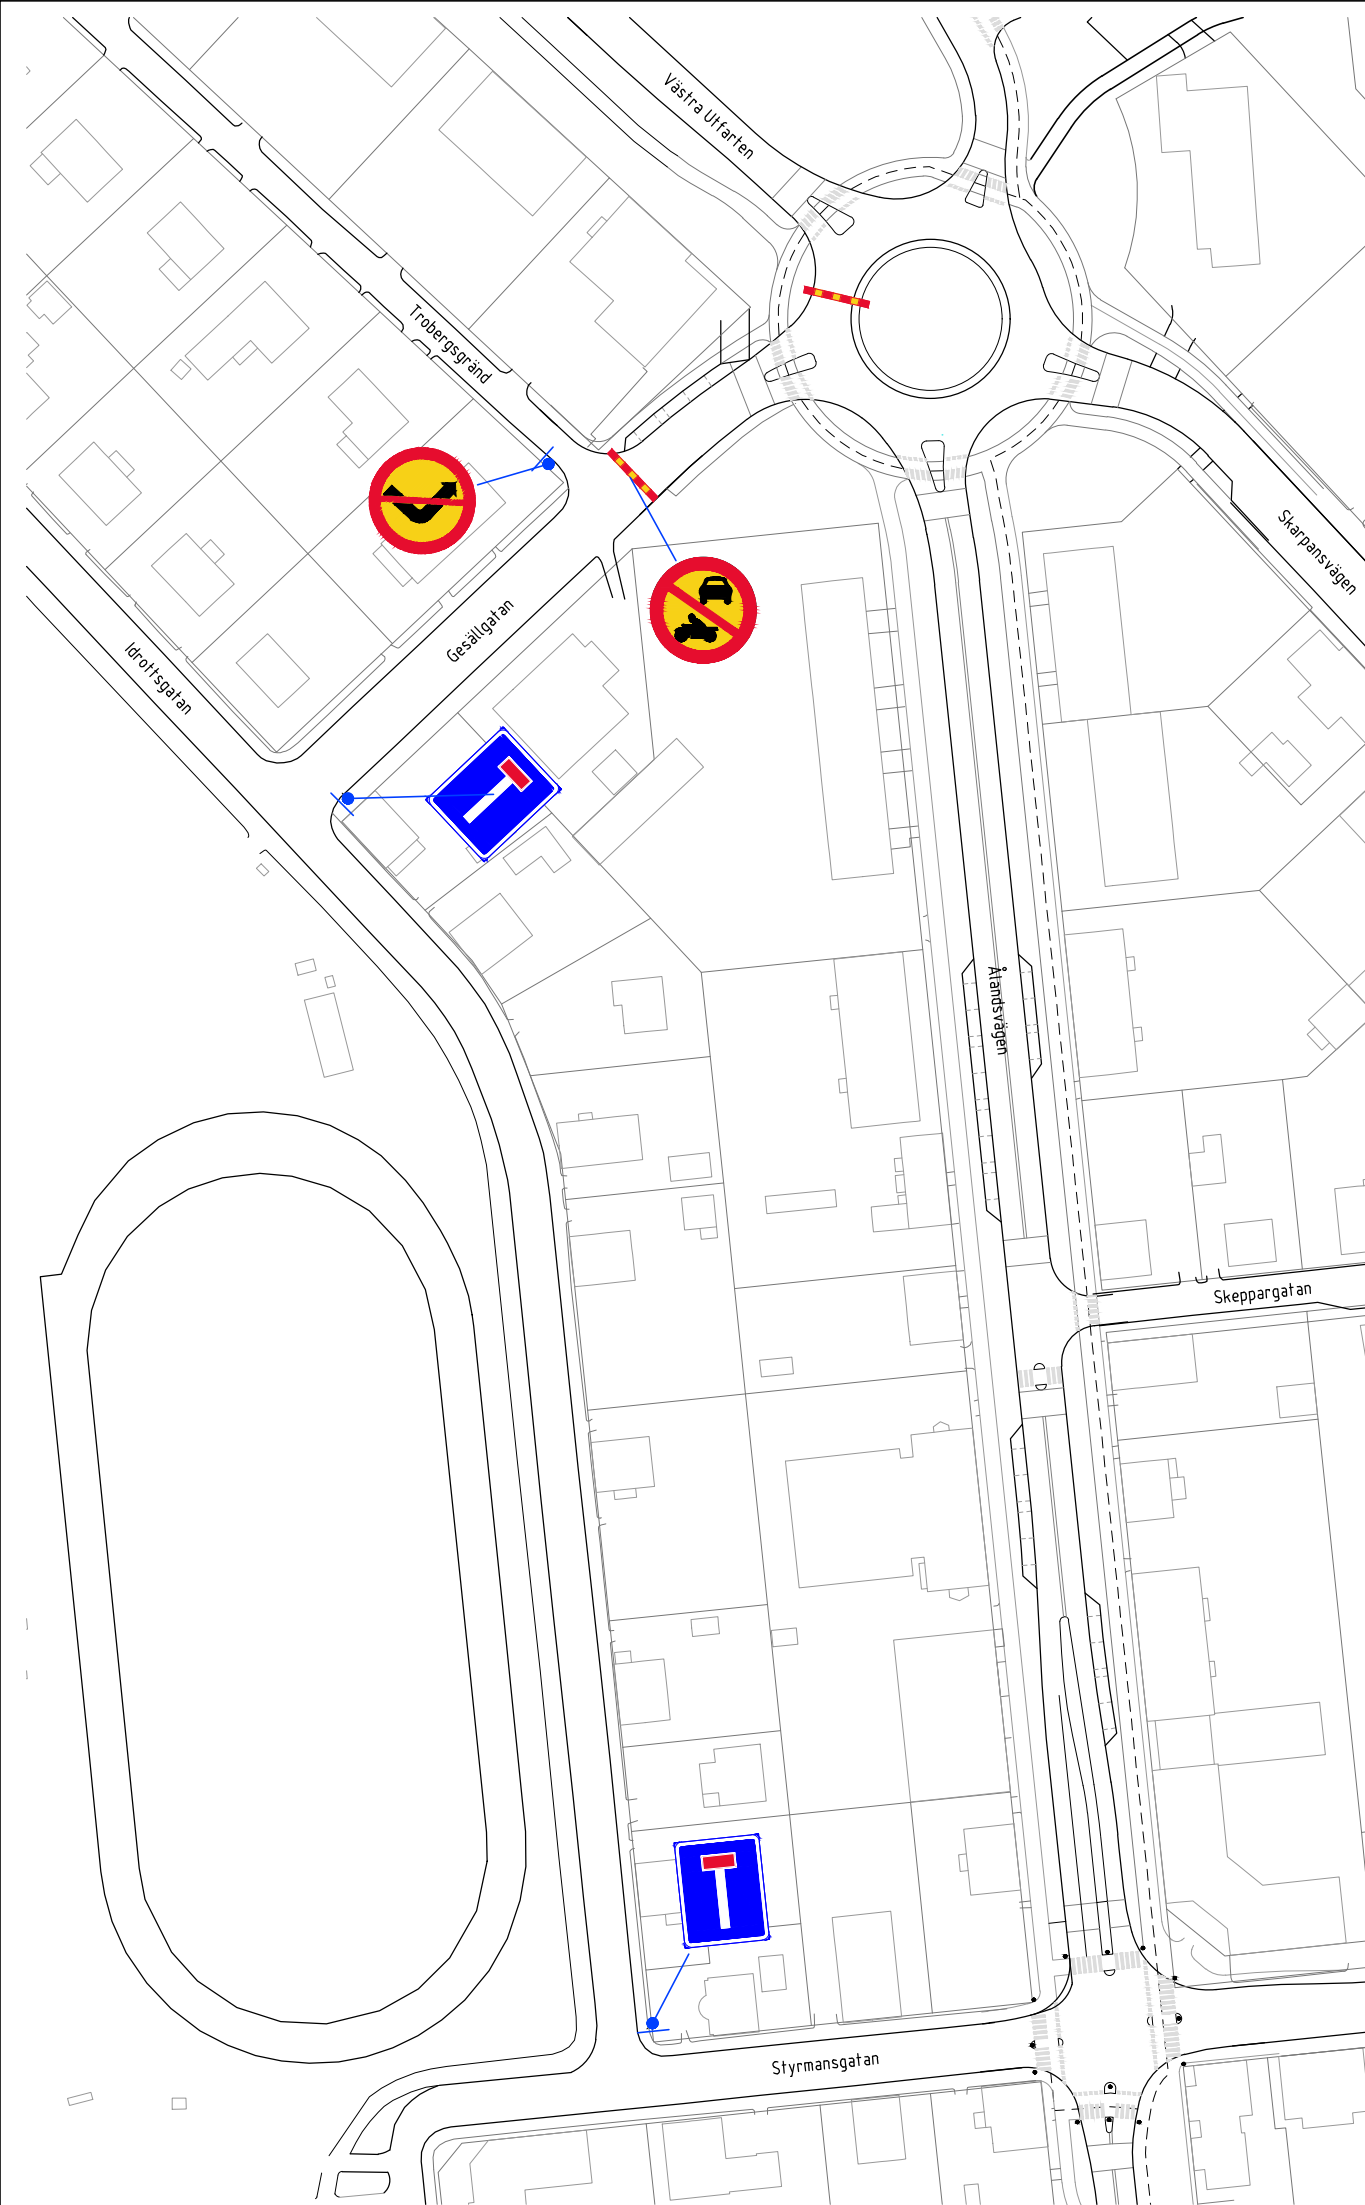 Västra Utfarten
Trobergsgränd
Skarpansvägen
Gesällgatan
Idrottsgatan
Ålandsvägen
Skeppargatan
Styrmansgatan